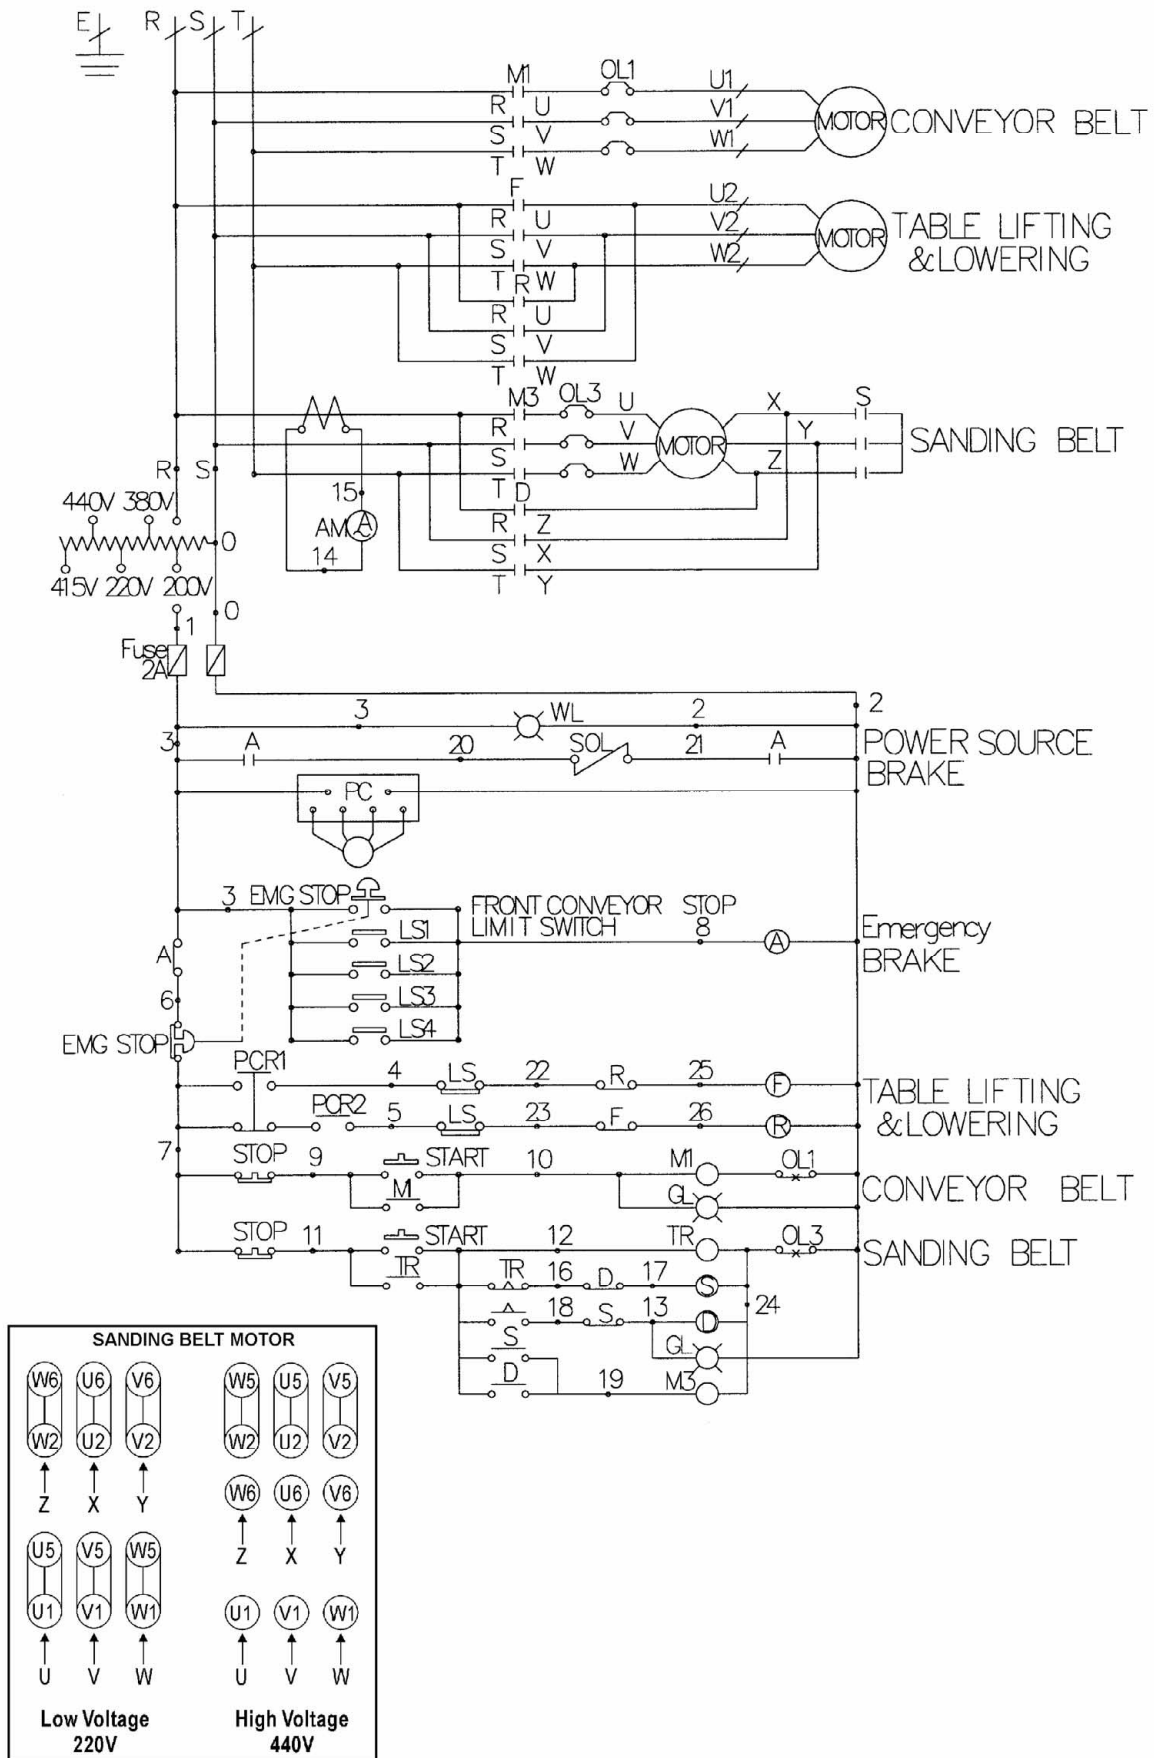 E R S T
M1 OL1 U1
R U V1 MOTOR CONVEYOR BELT
S V W1
T W
F U2
R U V2 MOTOR TABLE LIFTING
S V W2 &LOWERING
T R W
R U
S V
T W
M3 OL3 U X S
R V MOTOR Y SANDING BELT
S W Z
T D
R Z
S X
T Y
R S
15
AM A
14
440V 380V
0
415V 220V 200V
1 0
Fuse
2A
3 WL 2 2
3 A 20 SOL 21 A POWER SOURCE
BRAKE
PC
3 EMG STOP FRONT CONVEYOR STOP
LS1 LIMIT SWITCH 8 A Emergency
A LS2 BRAKE
6 LS3
EMG STOP LS4
PCR1 4 LS 22 R 25 F TABLE LIFTING
PCR2 5 LS 23 F 26 R &LOWERING
7 STOP 9 START 10 M1 OL1
M1 GL CONVEYOR BELT
STOP 11 START 12 TR OL3 SANDING BELT
TR TR 16 D 17 S
18 S 13 D 24
S GL
D 19 M3
SANDING BELT MOTOR
W6 U6 V6 W5 U5 V5
W2 U2 V2 W2 U2 V2
Z X Y W6 U6 V6
U5 V5 W5 Z X Y
U1 V1 W1 U1 V1 W1
U V W U V W
Low Voltage High Voltage
220V 440V